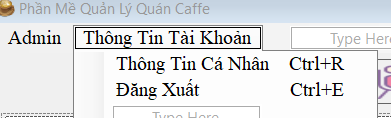 Phần Mề Quản Lý Quán Caffe
Admin Thông Tin Tài Khoản Type Here
Thông Tin Cá Nhân Ctrl+R
Đăng Xuất Ctrl+E
Type Here